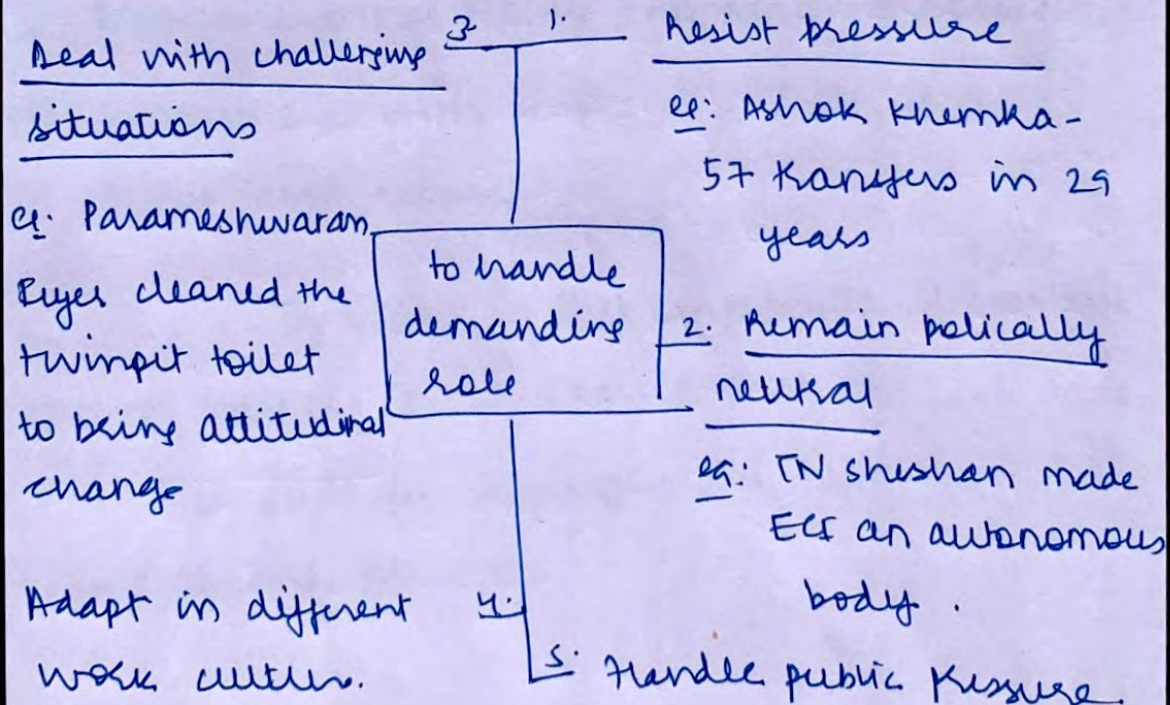 1. Resist pressure
eg: Ashok Khemka -
57 transfers in 29
years
to handle
demanding
role
2. Remain polically
neutral
eg: TN Sheshan made
ECI an autonomous
body.
3. Deal with challenging
situations
eg: Parameshwaran
Iyer cleaned the
twinpit toilet
to bring attitudinal
change
4. Adapt in different
work culture.
5. Handle public pressure.